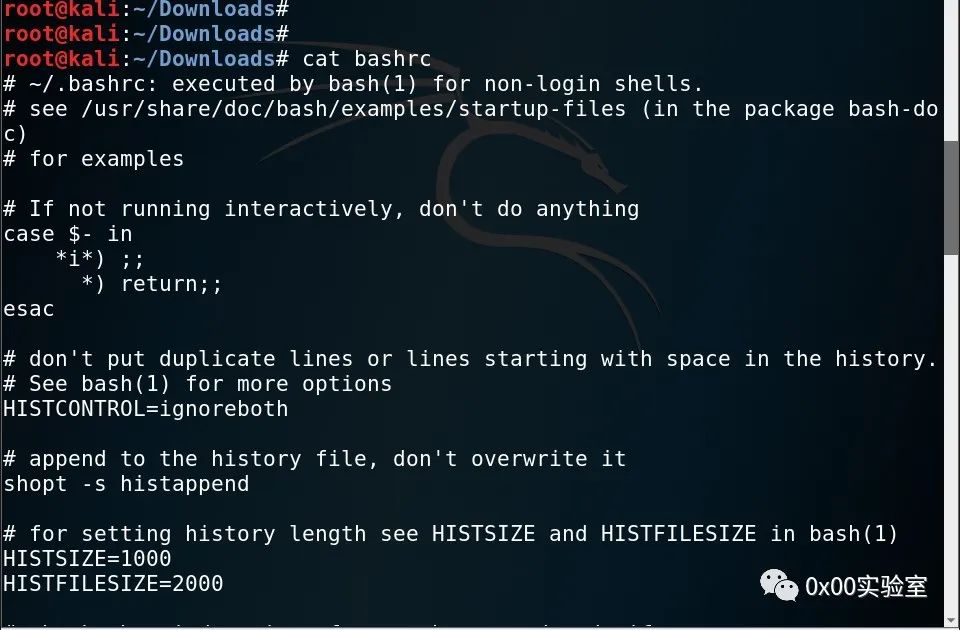 root@kali:~/Downloads#
root@kali:~/Downloads#
root@kali:~/Downloads# cat bashrc
# ~/.bashrc: executed by bash(1) for non-login shells.
# see /usr/share/doc/bash/examples/startup-files (in the package bash-do
c)
# for examples
# If not running interactively, don't do anything
case $- in
    *i*) ;;
      *) return;;
esac
# don't put duplicate lines or lines starting with space in the history.
# See bash(1) for more options
HISTCONTROL=ignoreboth
# append to the history file, don't overwrite it
shopt -s histappend
# for setting history length see HISTSIZE and HISTFILESIZE in bash(1)
HISTSIZE=1000
HISTFILESIZE=2000
0x00实验室